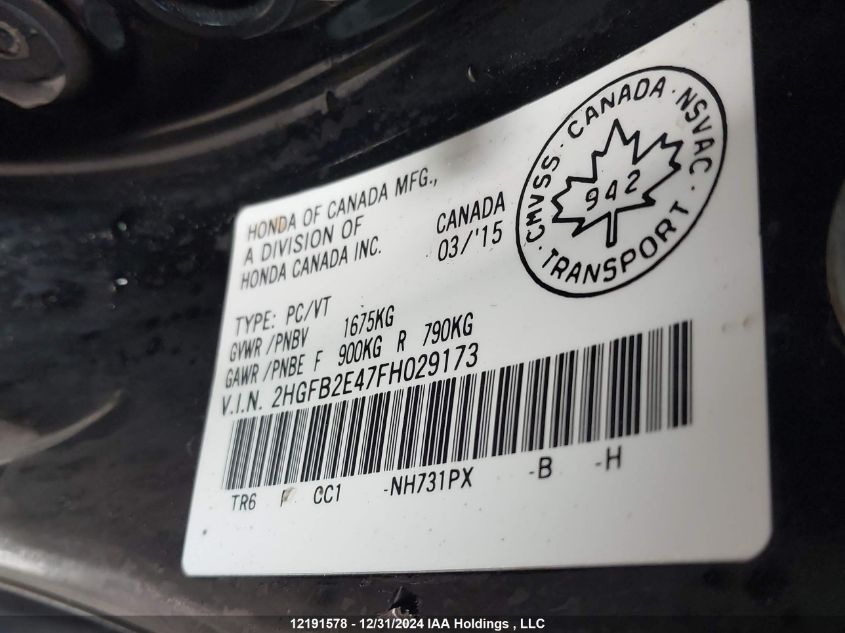 HONDA OF CANADA MFG.,
A DIVISION OF
HONDA CANADA INC.
CANADA
03/'15
CMVSS · CANADA · NSVAC ·
942
TRANSPORT
TYPE: PC/VT
GVWR/PNBV 1675KG
GAWR/PNBE F 900KG R 790KG
V.I.N. 2HGFB2E47FH029173
TR6 CC1 -NH731PX -B -H
12191578 - 12/31/2024 IAA Holdings , LLC